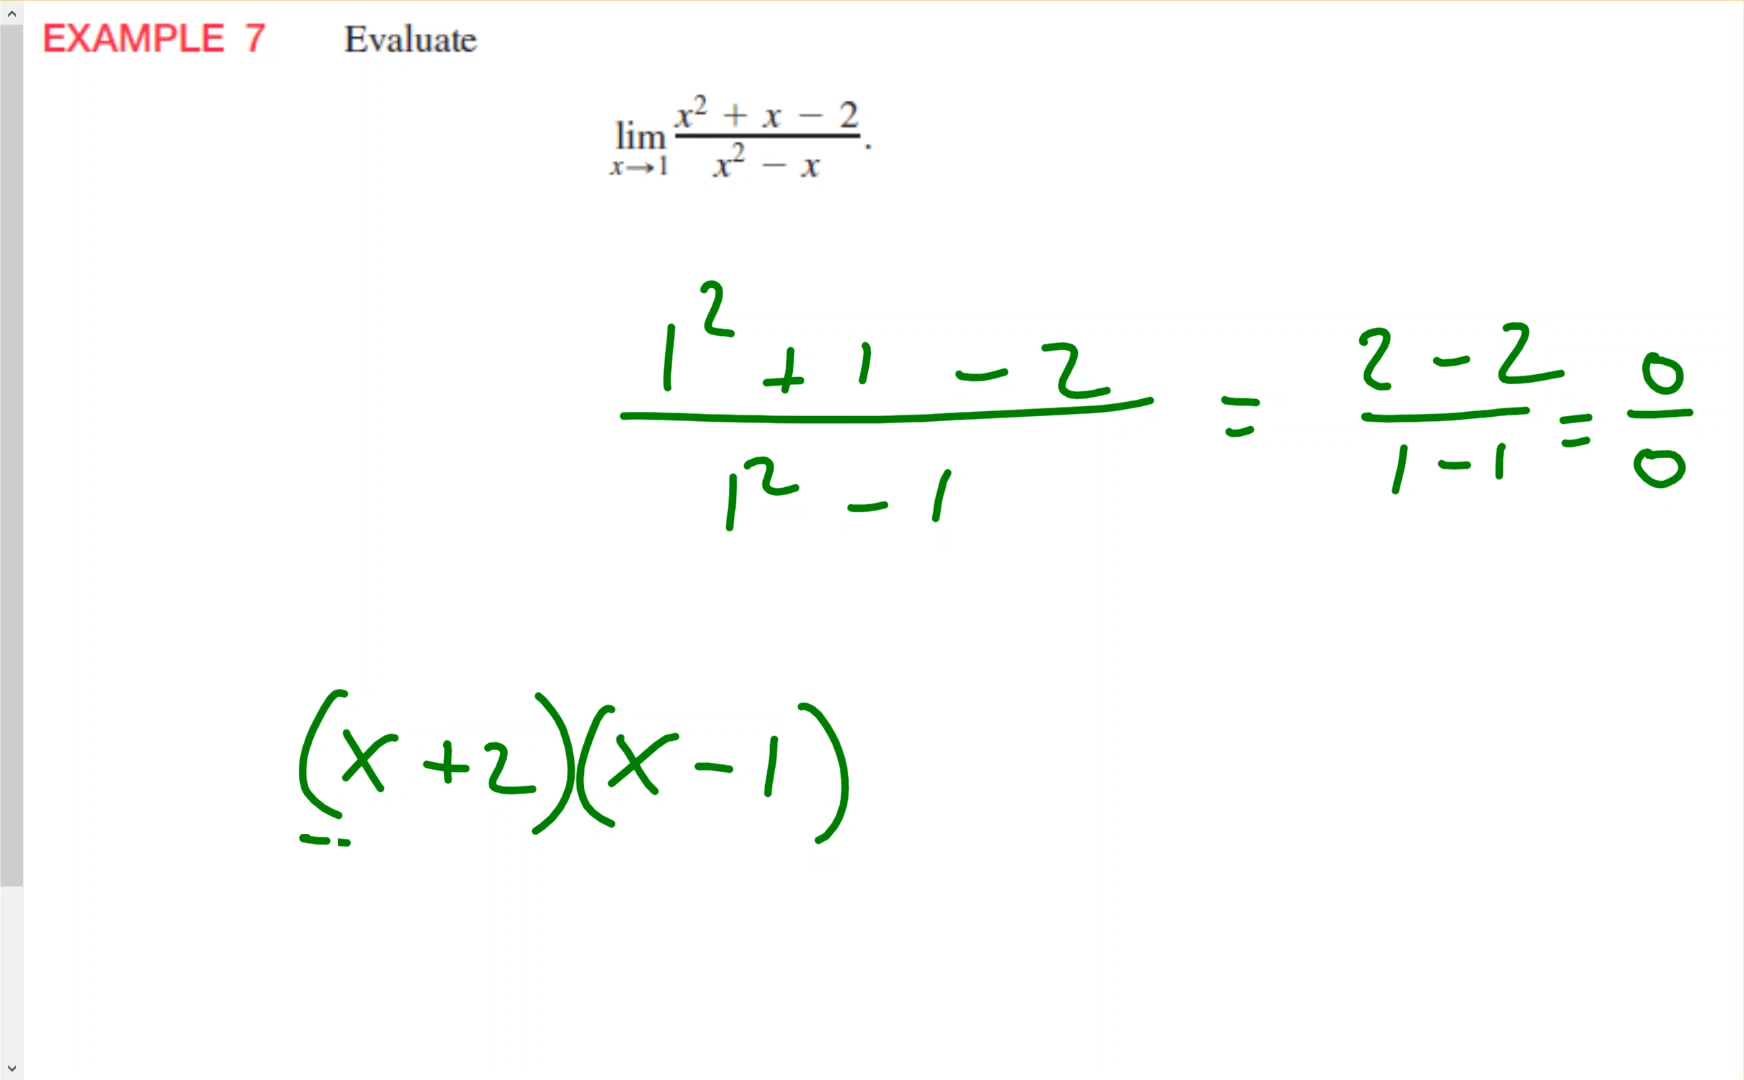 EXAMPLE 7 Evaluate
lim x→1 (x² + x − 2)/(x² − x).
(1² + 1 − 2)/(1² − 1) = (2 − 2)/(1 − 1) = 0/0
(x + 2)(x − 1)